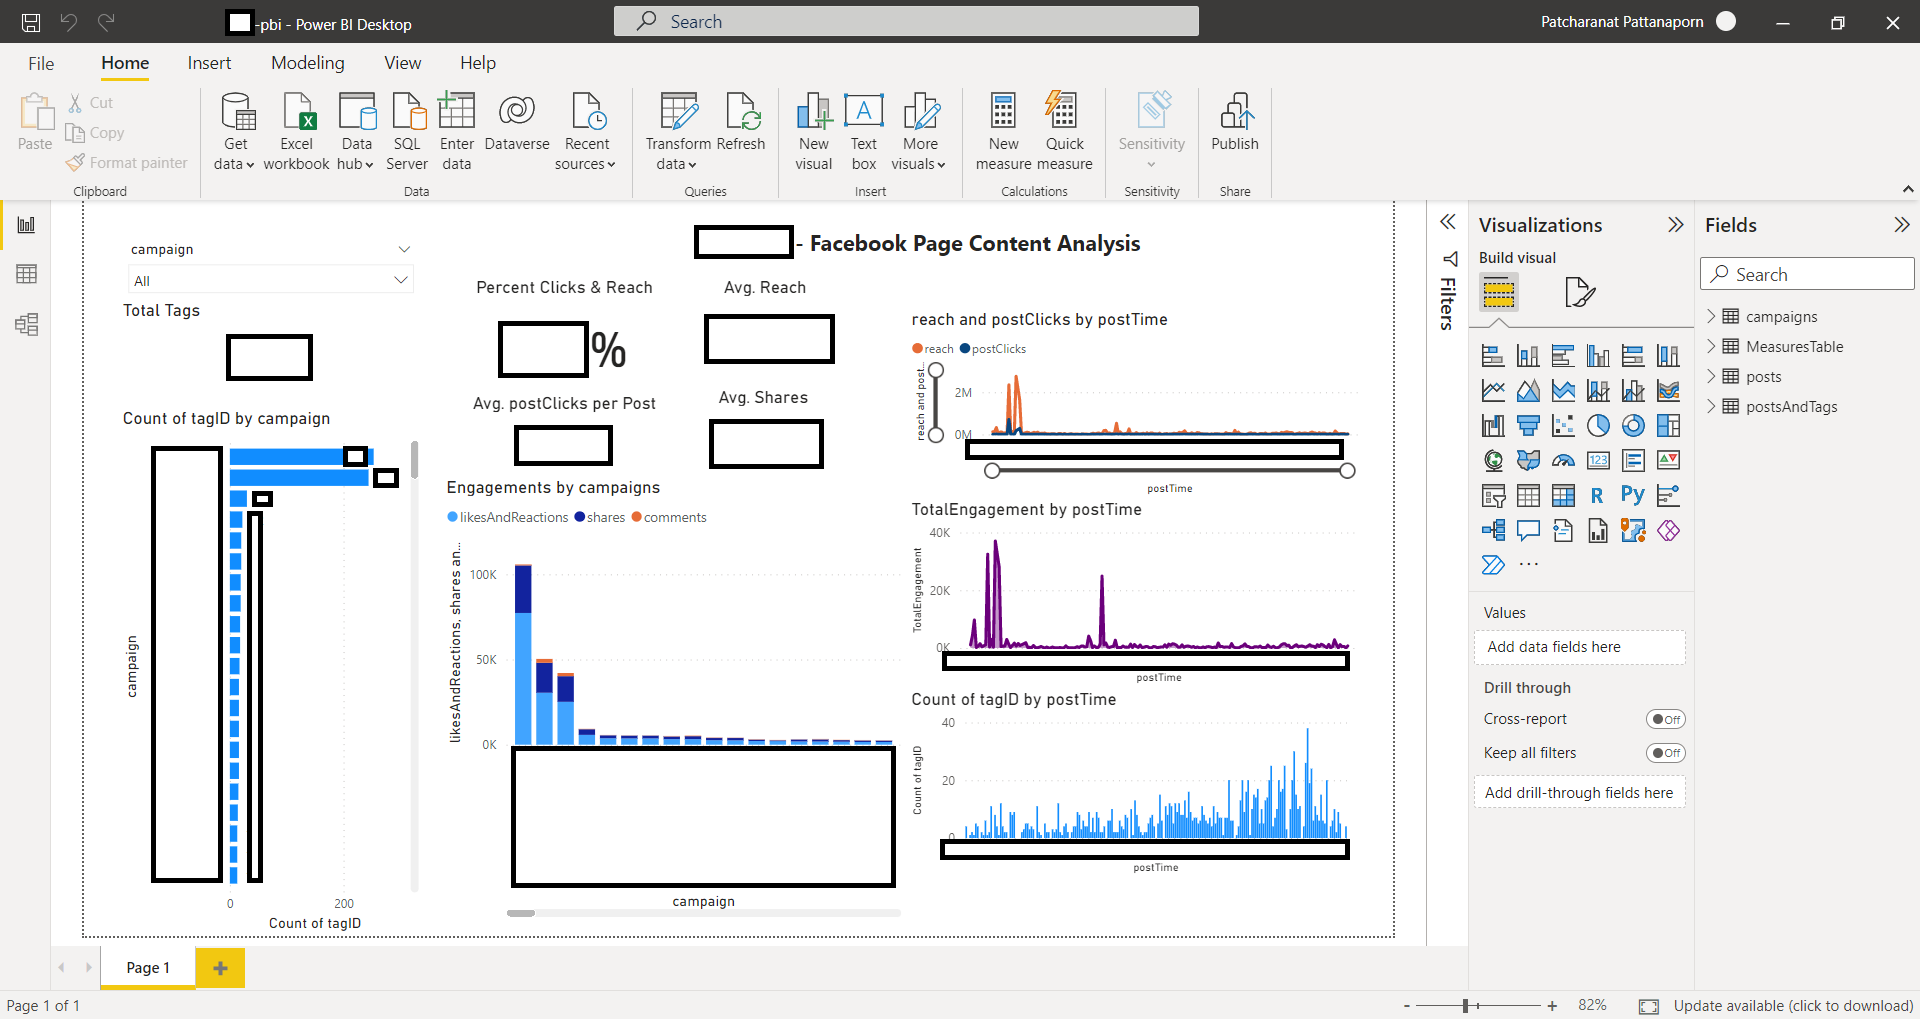 -pbi - Power BI Desktop
Search
Patcharanat Pattanaporn
File
Home
Insert
Modeling
View
Help
Paste
Cut
Copy
Format painter
Clipboard
Get data
Excel workbook
Data hub
SQL Server
Enter data
Dataverse
Recent sources
Data
Transform data
Refresh
Queries
New visual
Text box
More visuals
Insert
New measure
Quick measure
Calculations
Sensitivity
Sensitivity
Publish
Share
- Facebook Page Content Analysis
campaign
All
Total Tags
Count of tagID by campaign
campaign
0
200
Count of tagID
Percent Clicks & Reach
%
Avg. Reach
Avg. postClicks per Post
Avg. Shares
Engagements by campaigns
likesAndReactions shares comments
likesAndReactions, shares an...
100K
50K
0K
campaign
reach and postClicks by postTime
reach postClicks
reach and post...
2M
0M
postTime
TotalEngagement by postTime
TotalEngagement
40K
20K
0K
postTime
Count of tagID by postTime
Count of tagID
40
20
0
postTime
Filters
Visualizations
Build visual
123
R
Py
...
Values
Add data fields here
Drill through
Cross-report
Off
Keep all filters
Off
Add drill-through fields here
Fields
Search
campaigns
MeasuresTable
posts
postsAndTags
Page 1
Page 1 of 1
- + 82%
Update available (click to download)